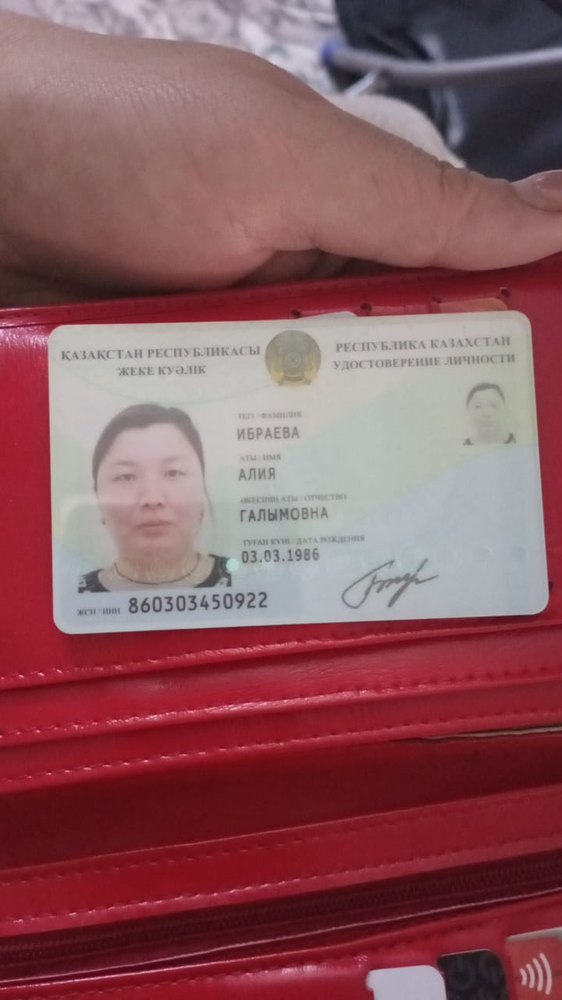 ҚАЗАҚСТАН РЕСПУБЛИКАСЫ
ЖЕКЕ КУӘЛІК
РЕСПУБЛИКА КАЗАХСТАН
УДОСТОВЕРЕНИЕ ЛИЧНОСТИ
ТЕГІ / ФАМИЛИЯ
ИБРАЕВА
АТЫ / ИМЯ
АЛИЯ
ӘКЕСІНІҢ АТЫ / ОТЧЕСТВО
ГАЛЫМОВНА
ТУҒАН КҮНІ / ДАТА РОЖДЕНИЯ
03.03.1986
ЖСН / ИИН 860303450922